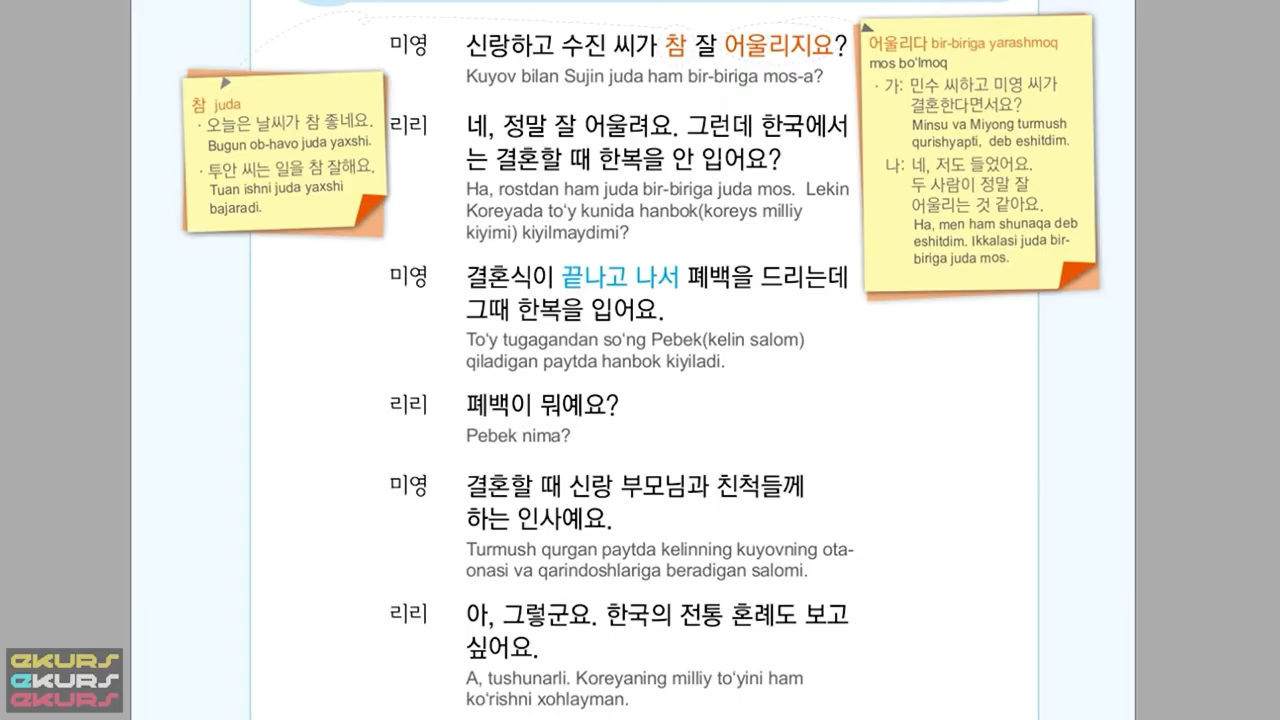 미영 신랑하고 수진 씨가 참 잘 어울리지요?
Kuyov bilan Sujin juda ham bir-biriga mos-a?
리리 네, 정말 잘 어울려요. 그런데 한국에서
는 결혼할 때 한복을 안 입어요?
Ha, rostdan ham juda bir-biriga juda mos. Lekin
Koreyada to‘y kunida hanbok(koreys milliy
kiyimi) kiyilmaydimi?
미영 결혼식이 끝나고 나서 폐백을 드리는데
그때 한복을 입어요.
To‘y tugagandan so‘ng Pebek(kelin salom)
qiladigan paytda hanbok kiyiladi.
리리 폐백이 뭐예요?
Pebek nima?
미영 결혼할 때 신랑 부모님과 친척들께
하는 인사예요.
Turmush qurgan paytda kelinning kuyovning ota-
onasi va qarindoshlariga beradigan salomi.
리리 아, 그렇군요. 한국의 전통 혼례도 보고
싶어요.
A, tushunarli. Koreyaning milliy to‘yini ham
ko‘rishni xohlayman.
참 juda
· 오늘은 날씨가 참 좋네요.
Bugun ob-havo juda yaxshi.
· 투안 씨는 일을 참 잘해요.
Tuan ishni juda yaxshi
bajaradi.
어울리다 bir-biriga yarashmoq
mos bo‘lmoq
· 가: 민수 씨하고 미영 씨가
결혼한다면서요?
Minsu va Miyong turmush
qurishyapti, deb eshitdim.
나: 네, 저도 들었어요.
두 사람이 정말 잘
어울리는 것 같아요.
Ha, men ham shunaqa deb
eshitdim. Ikkalasi juda bir-
biriga juda mos.
eKURS
eKURS
eKURS